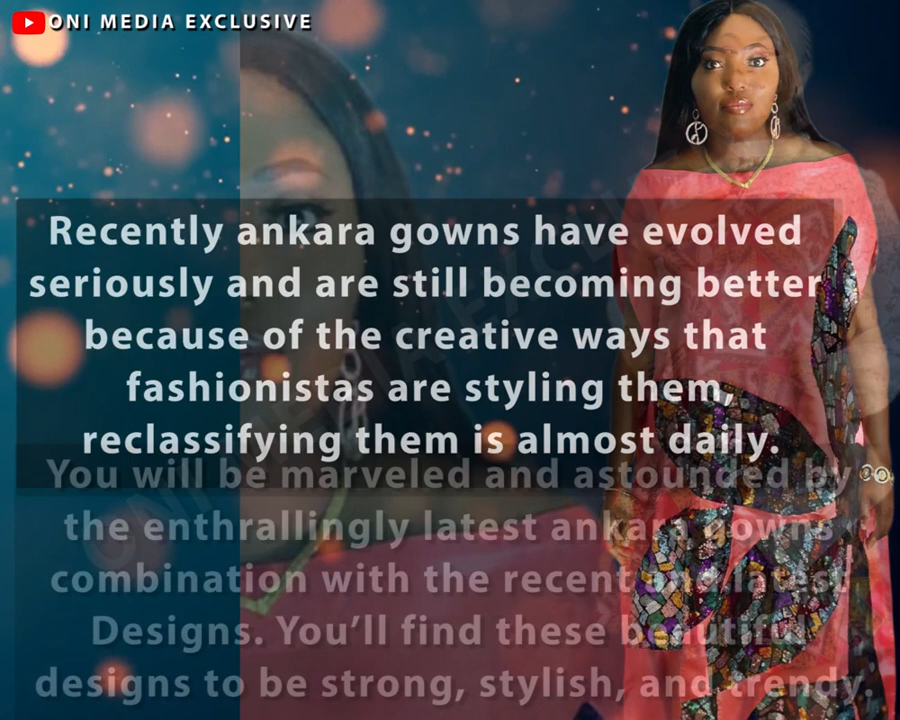 ONI MEDIA EXCLUSIVE
Recently ankara gowns have evolved
seriously and are still becoming better
because of the creative ways that
fashionistas are styling them,
reclassifying them is almost daily.
You will be marveled and astounded by
the enthrallingly latest ankara gowns
combination with the recent and latest
Designs. You’ll find these beautiful
designs to be strong, stylish, and trendy.